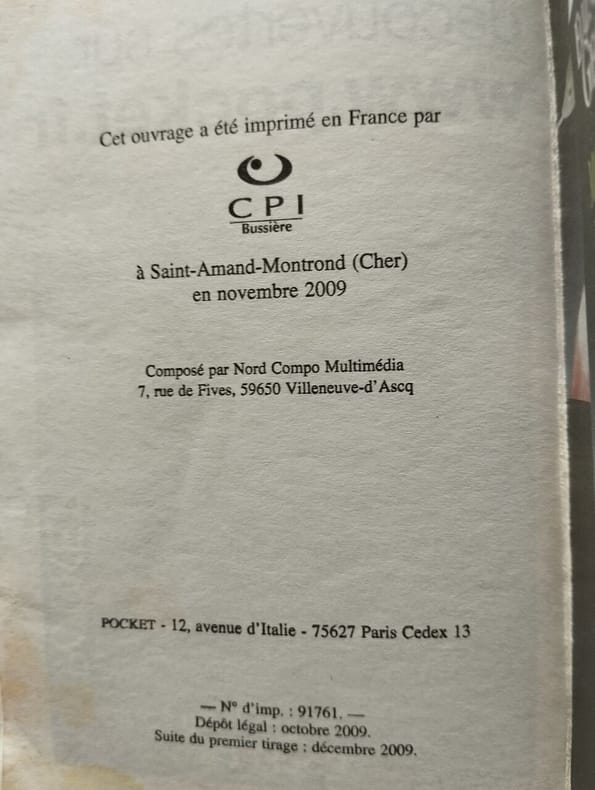 Cet ouvrage a été imprimé en France par
CPI
Bussière
à Saint-Amand-Montrond (Cher)
en novembre 2009
Composé par Nord Compo Multimédia
7, rue de Fives, 59650 Villeneuve-d'Ascq
POCKET - 12, avenue d'Italie - 75627 Paris Cedex 13
— N° d'imp. : 91761. —
Dépôt légal : octobre 2009.
Suite du premier tirage : décembre 2009.